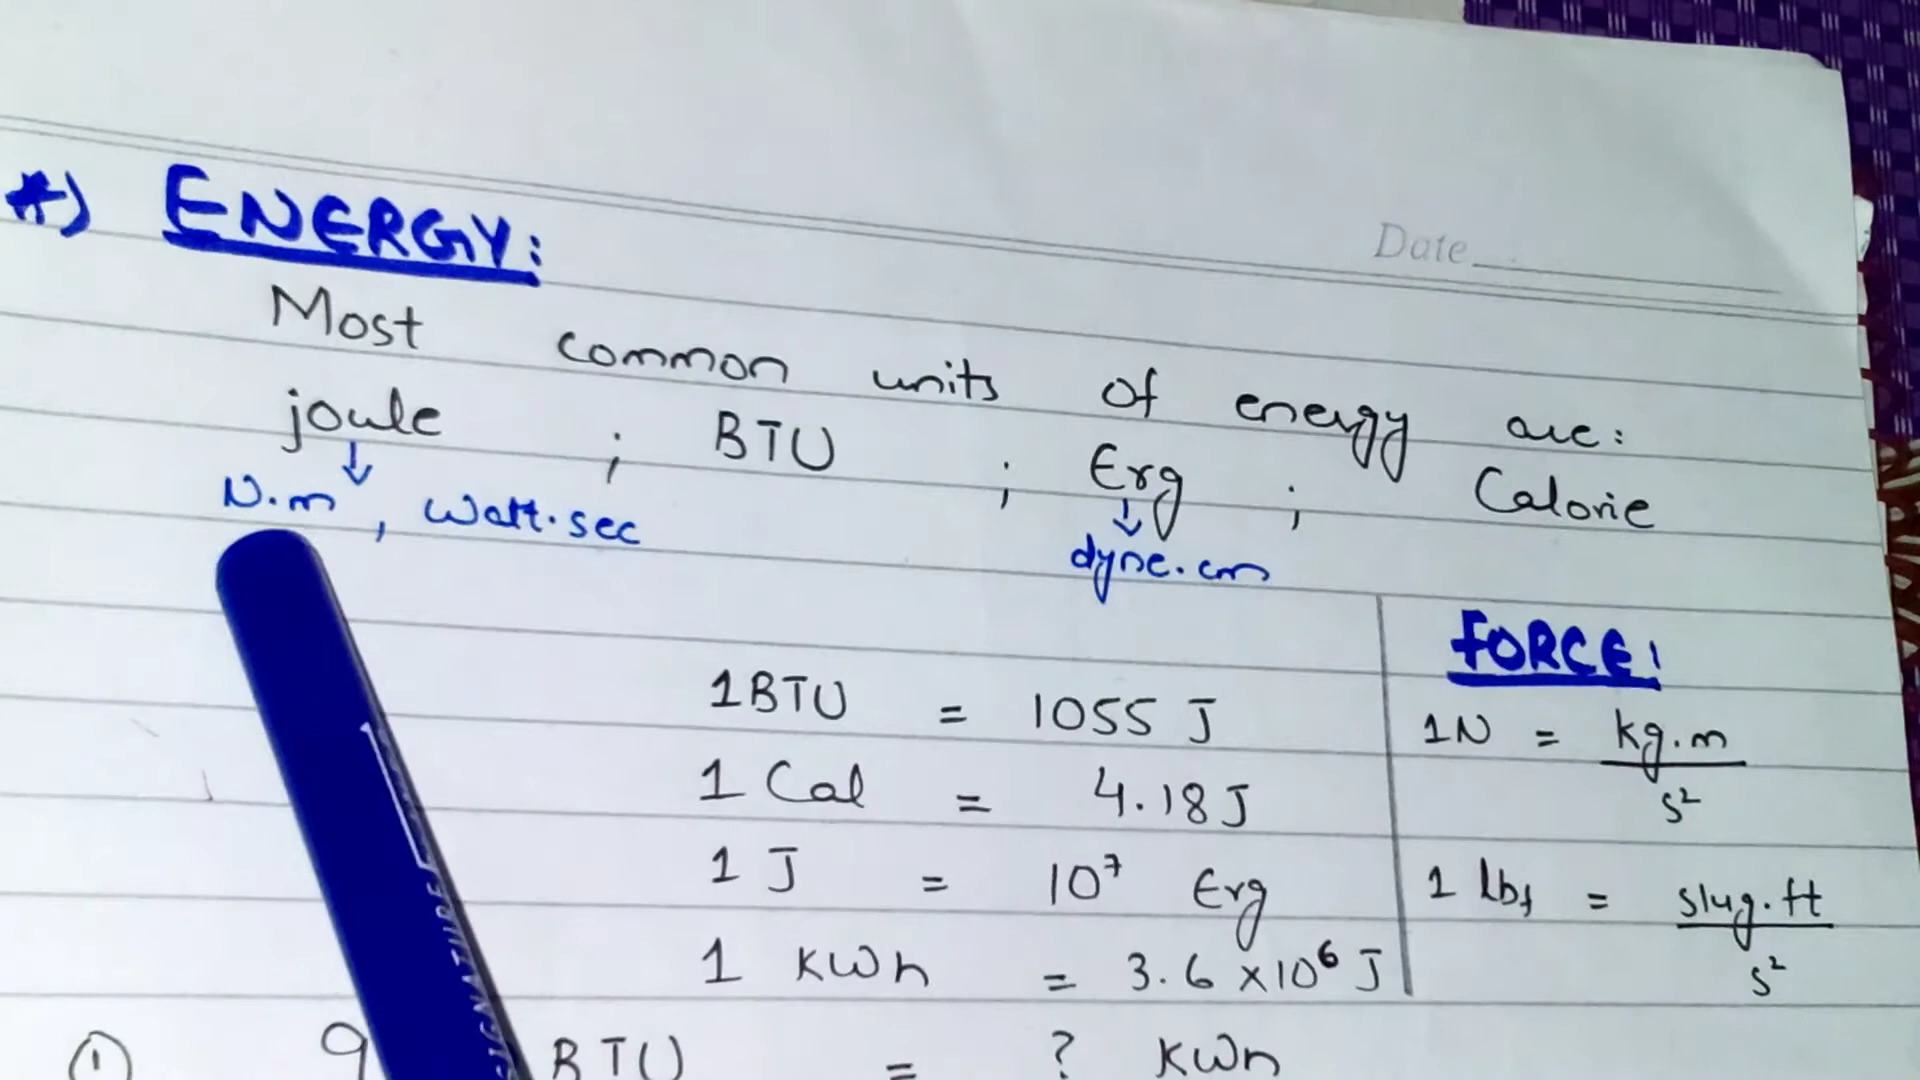 Date
*) ENERGY:
Most common units of energy are:
joule ; BTU ; Erg ; Calorie
↓ ↓
N.m , Watt.sec dyne.cm
FORCE:
1BTU = 1055 J
1N = kg.m / s²
1 Cal = 4.18J
1 J = 10⁷ Erg
1 lbf = slug.ft / s²
1 kWh = 3.6 x10⁶ J
① 9 BTU = ? kWh
SIGNATURE